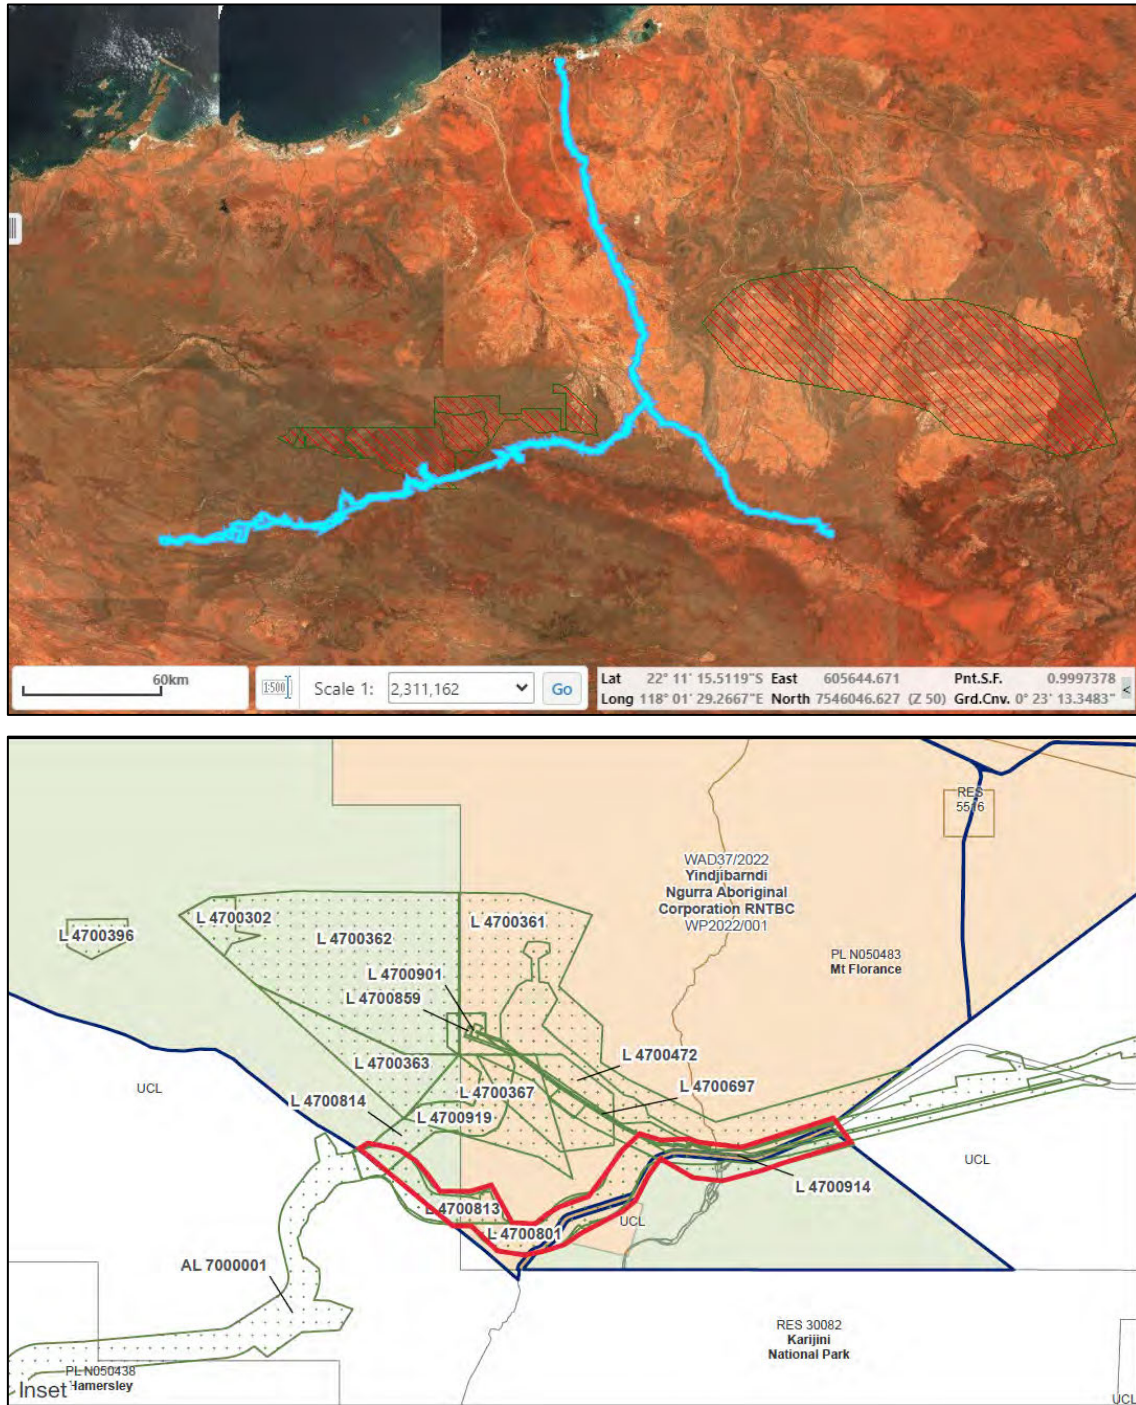 60km
1:500
Scale 1:
2,311,162
Go
Lat 22° 11' 15.5119"S East 605644.671 Pnt.S.F. 0.9997378
Long 118° 01' 29.2667"E North 7546046.627 (Z 50) Grd.Cnv. 0° 23' 13.3483"
<
RES
5516
WAD37/2022
Yindjibarndi
Ngurra Aboriginal
Corporation RNTBC
WP2022/001
L 4700302
L 4700361
L 4700396
L 4700362
PL N050483
Mt Florance
L 4700901
L 4700859
L 4700472
L 4700363
L 4700697
UCL
L 4700367
L 4700814
L 4700919
UCL
L 4700914
L 4700813
UCL
L 4700801
AL 7000001
RES 30082
Karijini
National Park
PL N050438
Hamersley
Inset
UCL